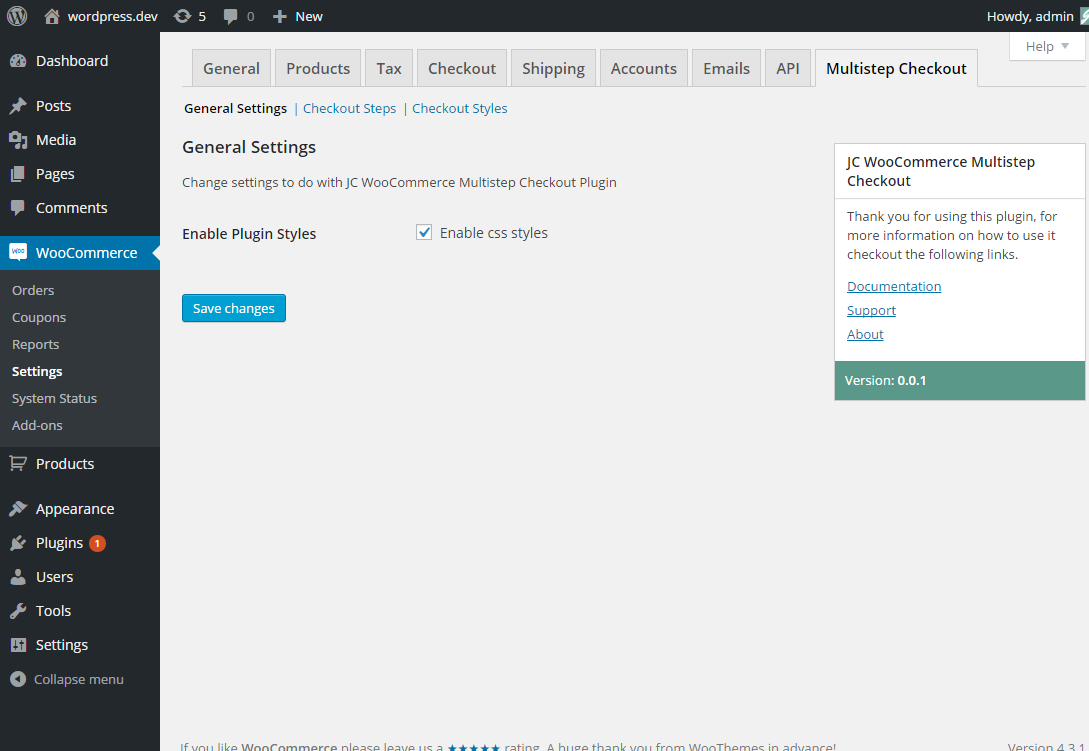 wordpress.dev 5 0 New Howdy, admin
Help
Dashboard
Posts
Media
Pages
Comments
WooCommerce
Orders
Coupons
Reports
Settings
System Status
Add-ons
Products
Appearance
Plugins 1
Users
Tools
Settings
Collapse menu
General Products Tax Checkout Shipping Accounts Emails API Multistep Checkout
General Settings | Checkout Steps | Checkout Styles
General Settings
Change settings to do with JC WooCommerce Multistep Checkout Plugin
Enable Plugin Styles Enable css styles
Save changes
JC WooCommerce Multistep
Checkout
Thank you for using this plugin, for
more information on how to use it
checkout the following links.
Documentation
Support
About
Version: 0.0.1
If you like WooCommerce please leave us a ★★★★★ rating. A huge thank you from WooThemes in advance!
Version 4.3.1